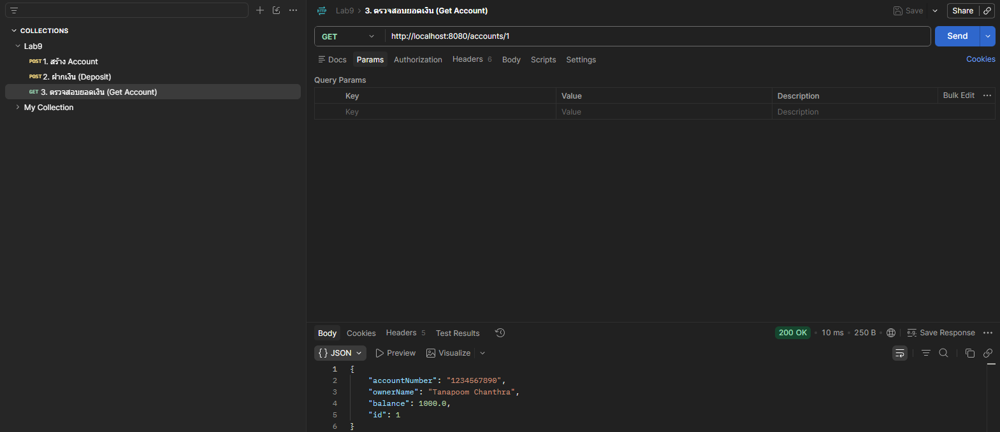 COLLECTIONS
Lab9
POST 1. สร้าง Account
POST 2. ฝากเงิน (Deposit)
GET 3. ตรวจสอบยอดเงิน (Get Account)
My Collection
HTTP Lab9 > 3. ตรวจสอบยอดเงิน (Get Account)
Save
Share
GET http://localhost:8080/accounts/1
Send
Docs Params Authorization Headers 6 Body Scripts Settings
Cookies
Query Params
Key Value Description Bulk Edit
Key Value Description
Body Cookies Headers 5 Test Results
200 OK • 10 ms • 250 B • e.g. Save Response
{ } JSON Preview Visualize
1 {
2 "accountNumber": "1234567890",
3 "ownerName": "Tanapoom Chanthra",
4 "balance": 1000.0,
5 "id": 1
6 }